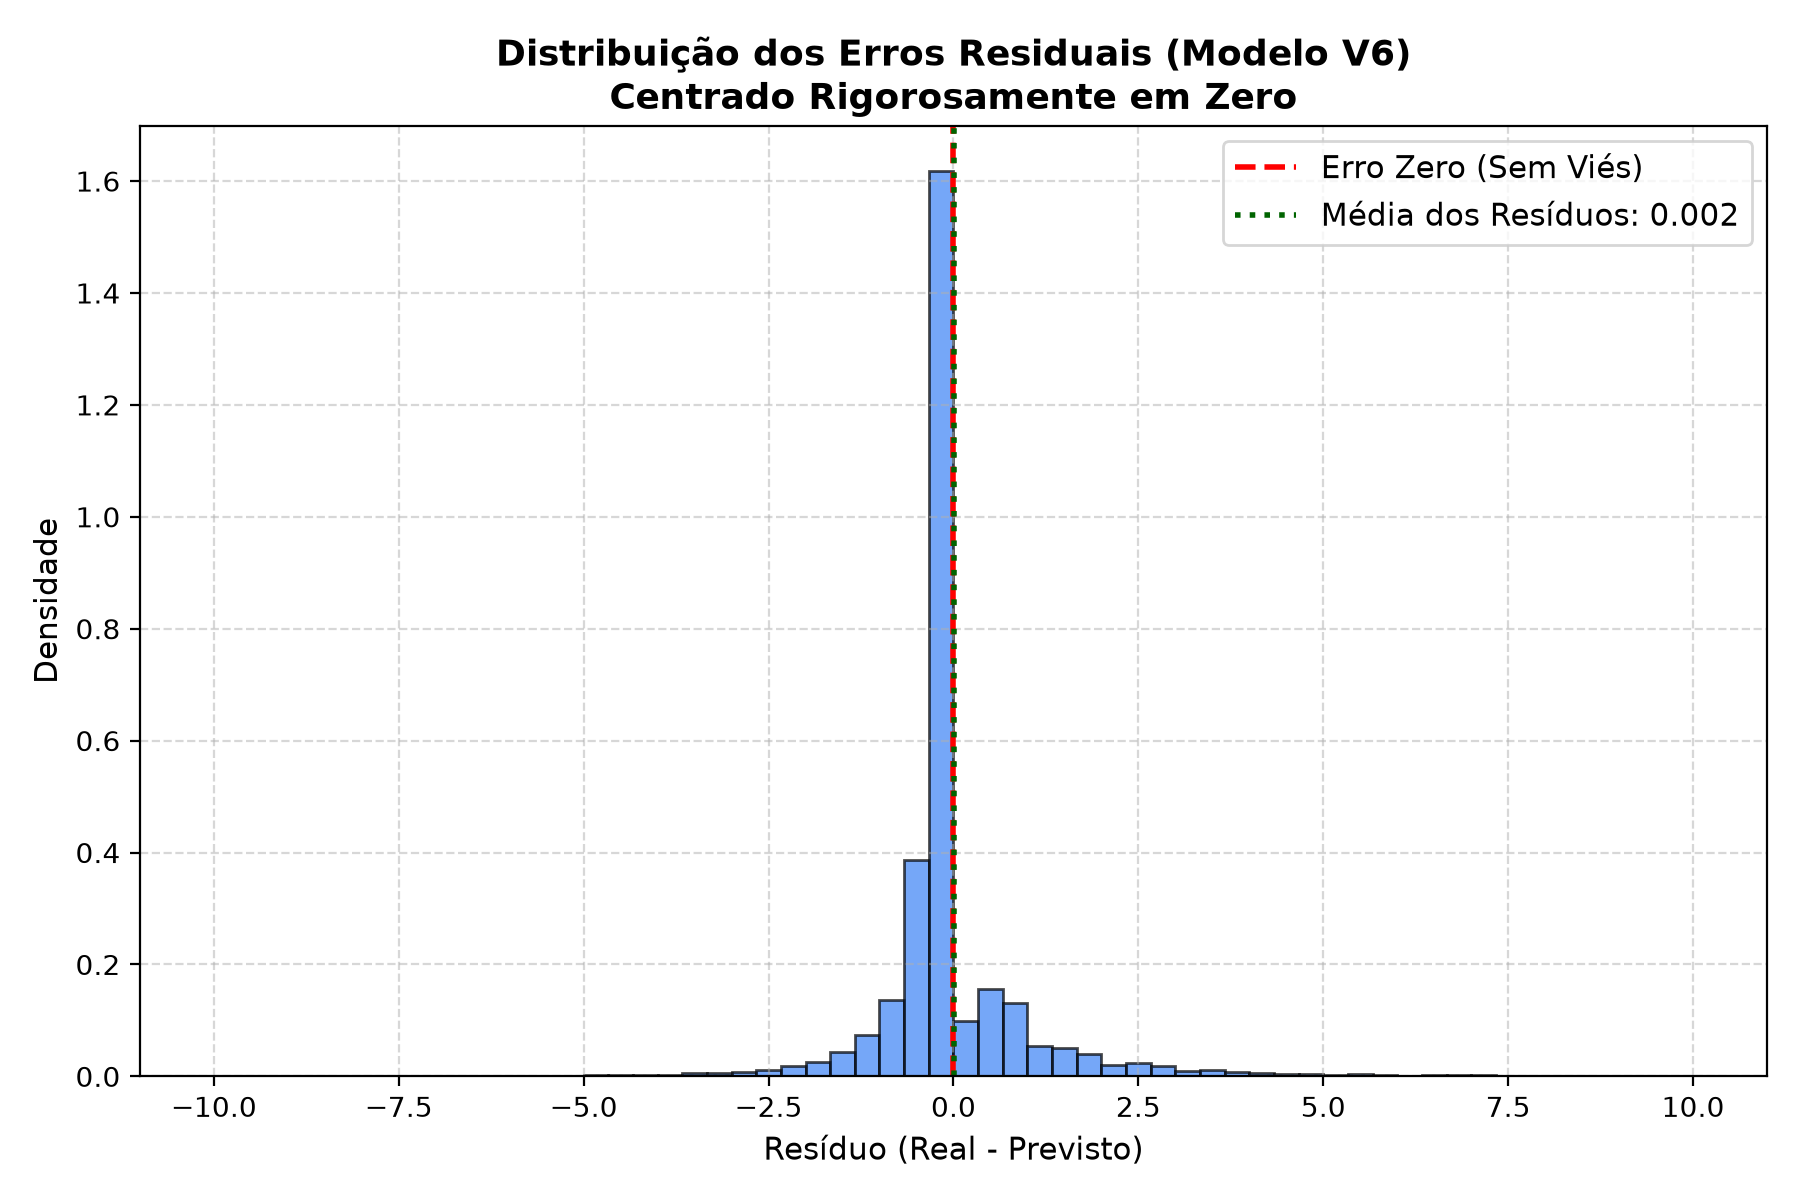 Distribuição dos Erros Residuais (Modelo V6)
Centrado Rigorosamente em Zero
Erro Zero (Sem Viés)
Média dos Resíduos: 0.002
Densidade
1.6
1.4
1.2
1.0
0.8
0.6
0.4
0.2
0.0
−10.0 −7.5 −5.0 −2.5 0.0 2.5 5.0 7.5 10.0
Resíduo (Real - Previsto)